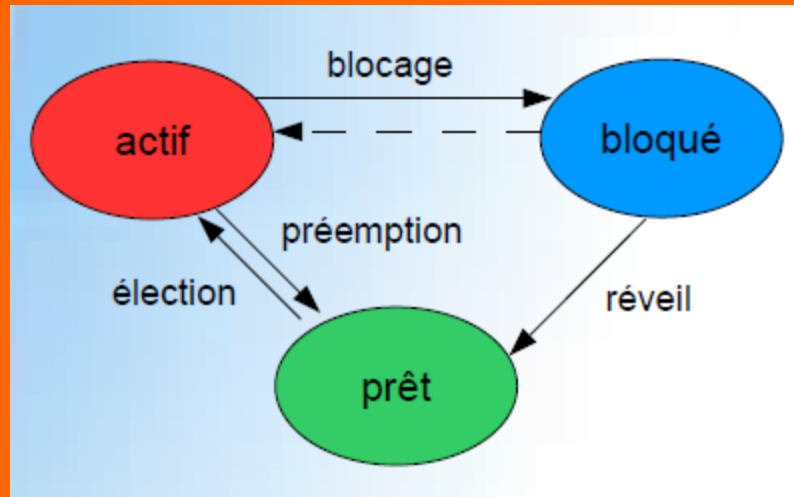 blocage
actif
bloqué
préemption
élection
réveil
prêt